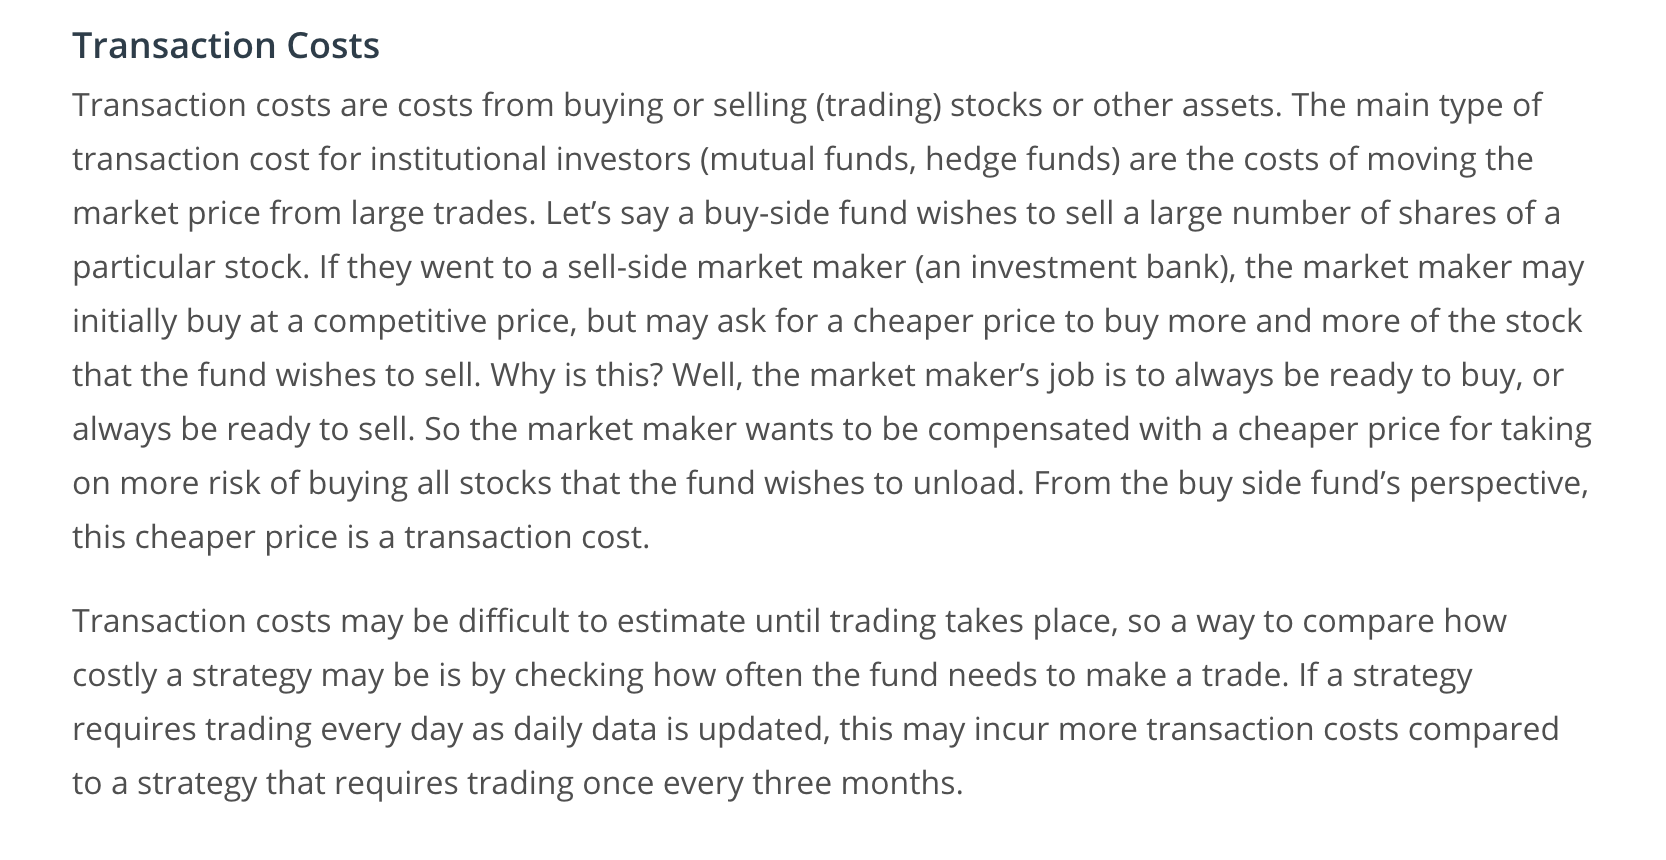 Transaction Costs
Transaction costs are costs from buying or selling (trading) stocks or other assets. The main type of
transaction cost for institutional investors (mutual funds, hedge funds) are the costs of moving the
market price from large trades. Let’s say a buy-side fund wishes to sell a large number of shares of a
particular stock. If they went to a sell-side market maker (an investment bank), the market maker may
initially buy at a competitive price, but may ask for a cheaper price to buy more and more of the stock
that the fund wishes to sell. Why is this? Well, the market maker’s job is to always be ready to buy, or
always be ready to sell. So the market maker wants to be compensated with a cheaper price for taking
on more risk of buying all stocks that the fund wishes to unload. From the buy side fund’s perspective,
this cheaper price is a transaction cost.
Transaction costs may be difficult to estimate until trading takes place, so a way to compare how
costly a strategy may be is by checking how often the fund needs to make a trade. If a strategy
requires trading every day as daily data is updated, this may incur more transaction costs compared
to a strategy that requires trading once every three months.